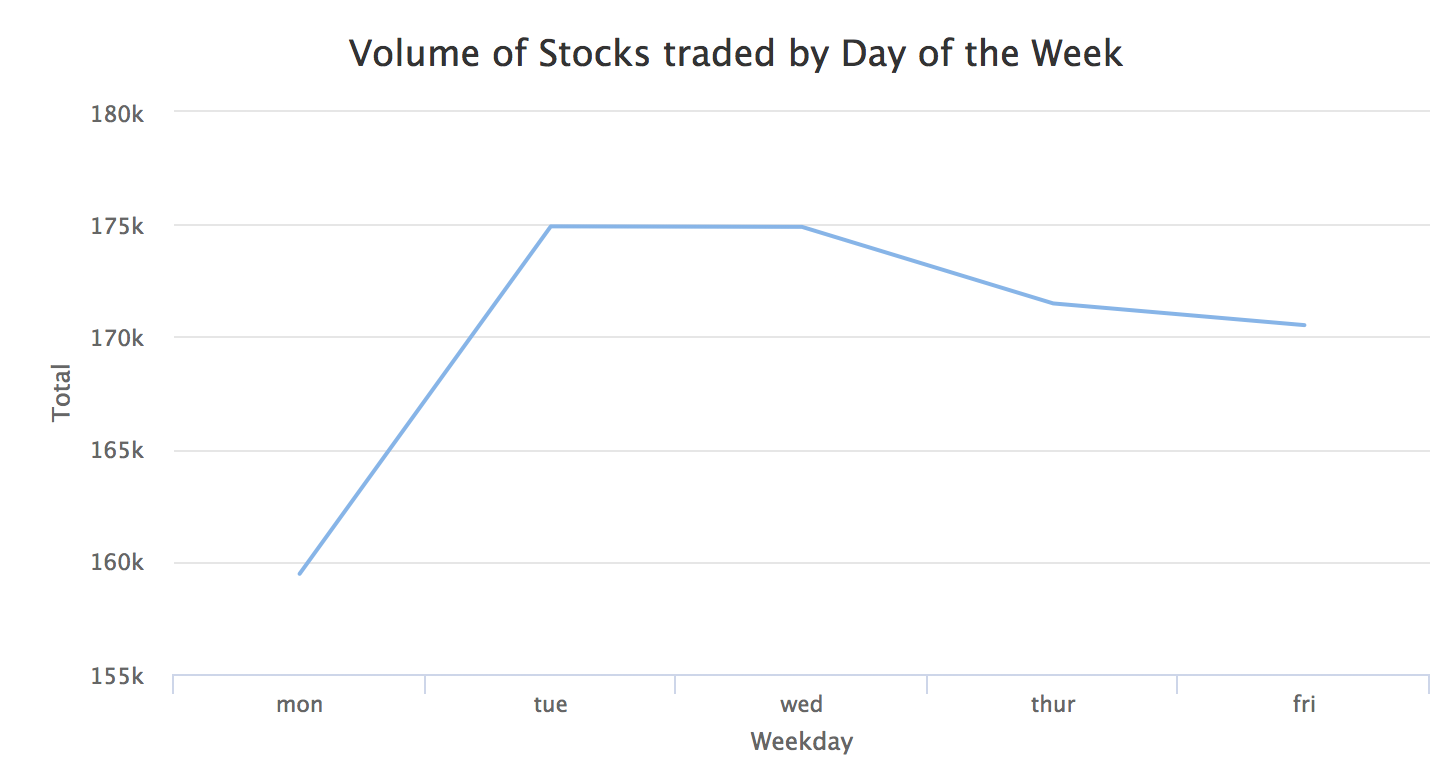 Volume of Stocks traded by Day of the Week
180k
175k
170k
165k
160k
155k
Total
mon tue wed thur fri
Weekday